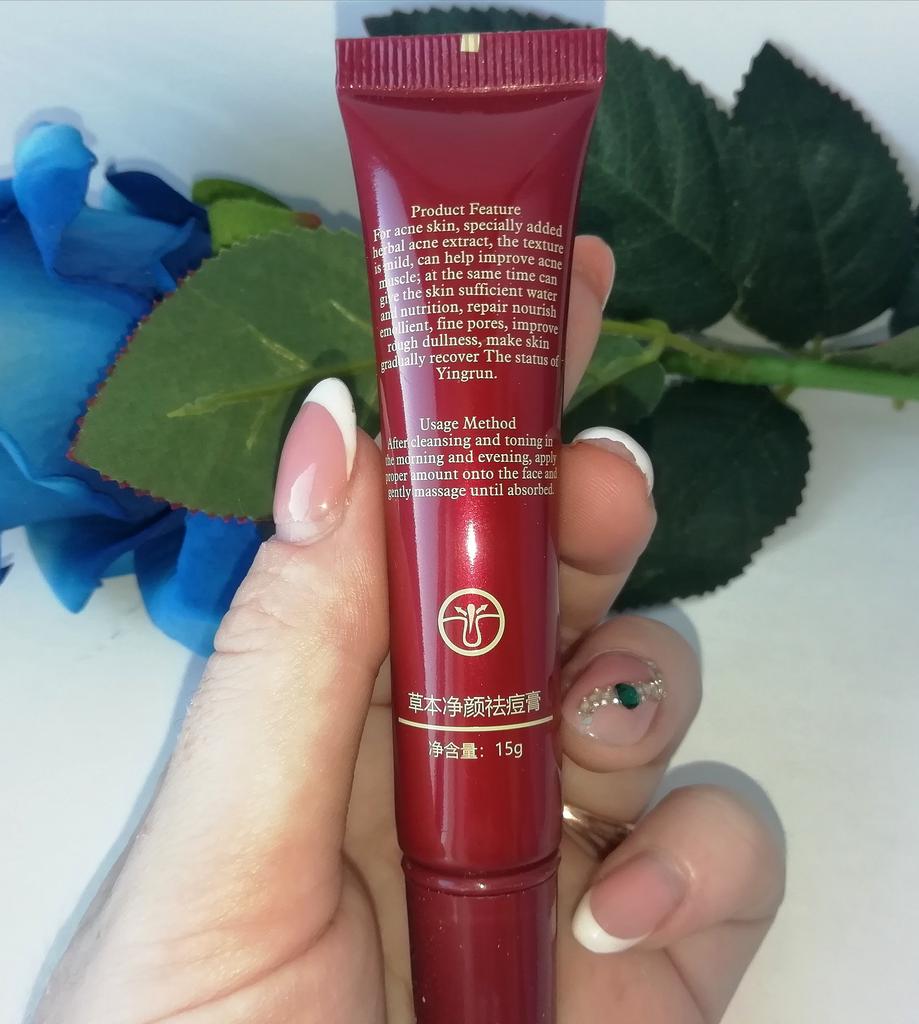 Product Feature
For acne skin, specially added
herbal acne extract, the texture
is mild, can help improve acne
muscle; at the same time can
give the skin sufficient water
and nutrition, repair nourish
emollient, fine pores, improve
rough dullness, make skin
gradually recover The status of
Yingrun.
Usage Method
After cleansing and toning in
the morning and evening, apply
proper amount onto the face and
gently massage until absorbed.
草本净颜祛痘膏
净含量：15g